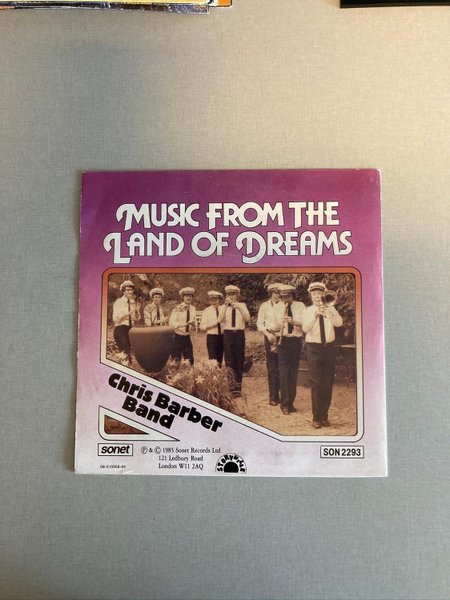 MUSIC FROM THE
LAND OF DREAMS
Chris Barber
Band
sonet
℗ & © 1985 Sonet Records Ltd
121 Ledbury Road
London W11 2AQ
SON 2293